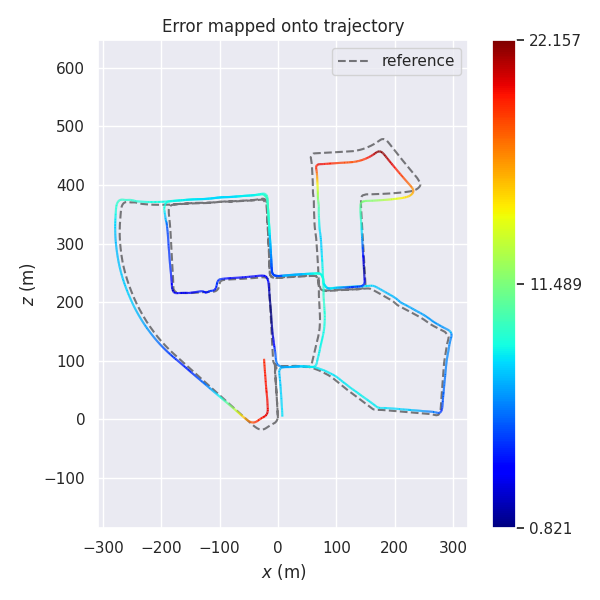 Error mapped onto trajectory
reference
600
500
400
300
200
100
0
−100
z (m)
−300 −200 −100 0 100 200 300
x (m)
22.157
11.489
0.821